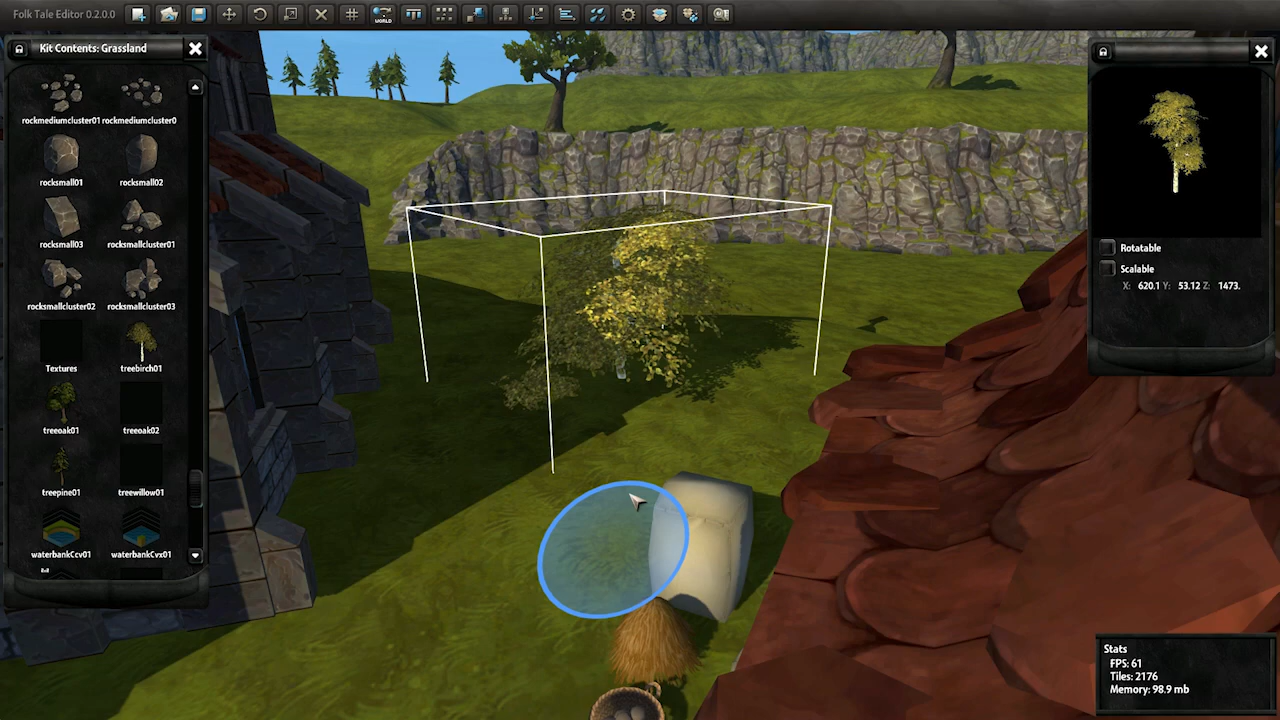 Folk Tale Editor 0.2.0.0
WORLD
Kit Contents: Grassland
rockmediumcluster01 rockmediumcluster0
rocksmall01 rocksmall02
rocksmall03 rocksmallcluster01
rocksmallcluster02 rocksmallcluster03
Textures treebirch01
treeoak01 treeoak02
treepine01 treewillow01
waterbankCcv01 waterbankCvx01
Rotatable
Scalable
X: 620.1 Y: 53.12 Z: 1473.
Stats
FPS: 61
Tiles: 2176
Memory: 98.9 mb